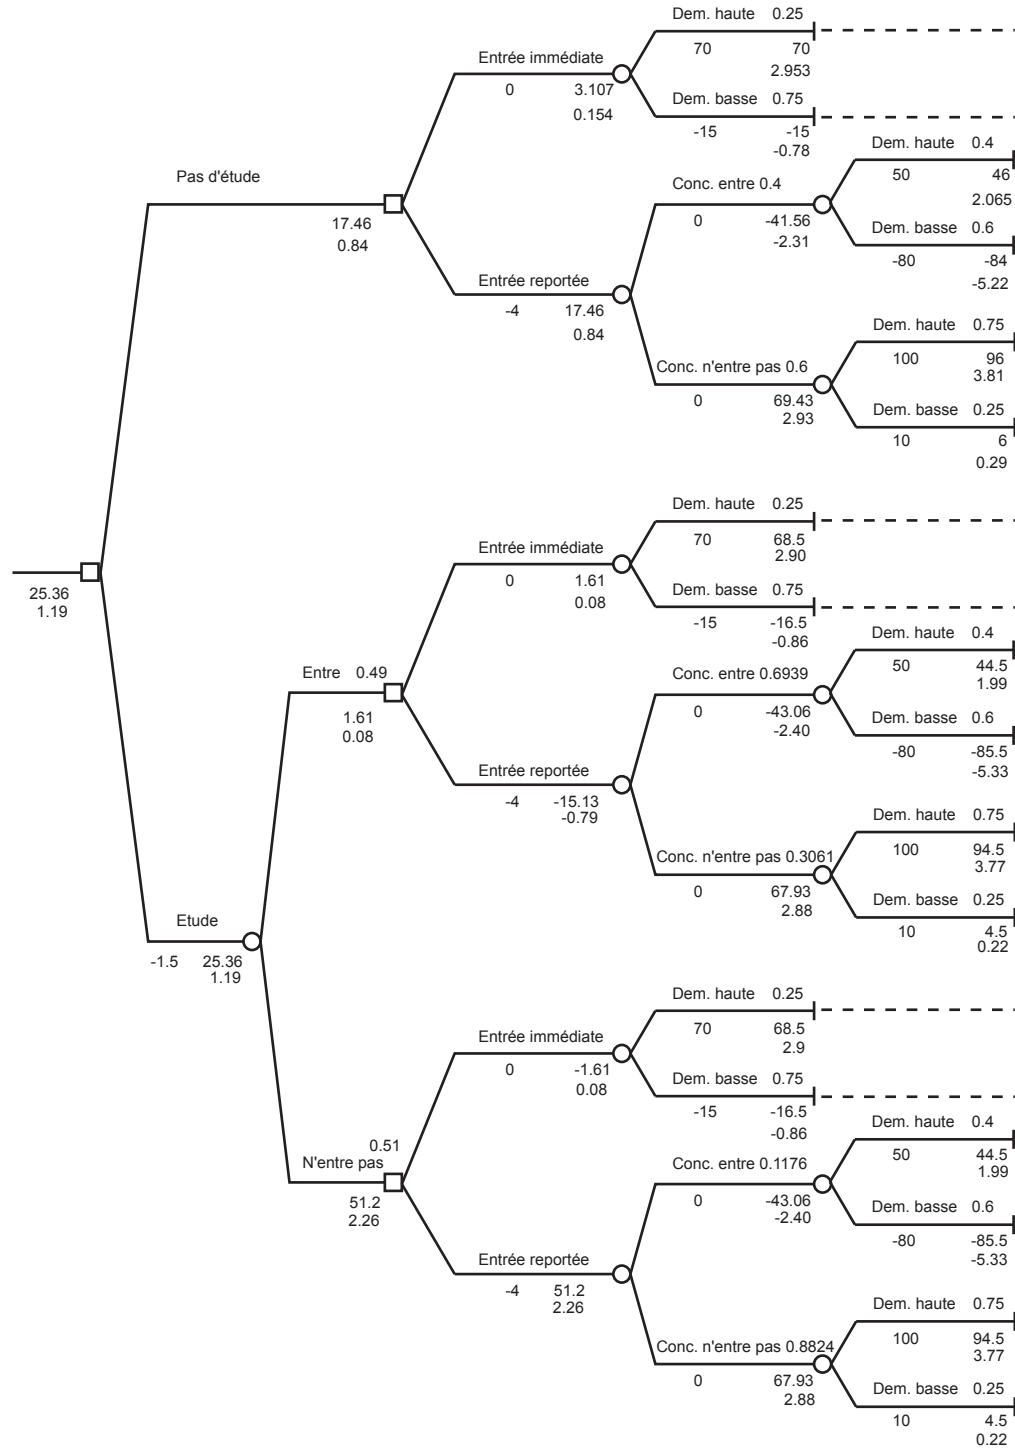 Dem. haute 0.25
70 70
2.953
Entrée immédiate
0 3.107
0.154
Dem. basse 0.75
-15 -15
-0.78
Dem. haute 0.4
50 46
2.065
Pas d'étude
17.46
0.84
Conc. entre 0.4
0 -41.56
-2.31
Dem. basse 0.6
-80 -84
-5.22
Entrée reportée
-4 17.46
0.84
Dem. haute 0.75
100 96
3.81
Conc. n'entre pas 0.6
0 69.43
2.93
Dem. basse 0.25
10 6
0.29
25.36
1.19
Dem. haute 0.25
70 68.5
2.90
Entrée immédiate
0 1.61
0.08
Dem. basse 0.75
-15 -16.5
-0.86
Dem. haute 0.4
50 44.5
1.99
Entre 0.49
1.61
0.08
Conc. entre 0.6939
0 -43.06
-2.40
Dem. basse 0.6
-80 -85.5
-5.33
Entrée reportée
-4 -15.13
-0.79
Dem. haute 0.75
100 94.5
3.77
Conc. n'entre pas 0.3061
0 67.93
2.88
Dem. basse 0.25
10 4.5
0.22
Etude
-1.5 25.36
1.19
Dem. haute 0.25
70 68.5
2.9
Entrée immédiate
0 -1.61
0.08
Dem. basse 0.75
-15 -16.5
-0.86
Dem. haute 0.4
50 44.5
1.99
0.51
N'entre pas
51.2
2.26
Conc. entre 0.1176
0 -43.06
-2.40
Dem. basse 0.6
-80 -85.5
-5.33
Entrée reportée
-4 51.2
2.26
Dem. haute 0.75
100 94.5
3.77
Conc. n'entre pas 0.8824
0 67.93
2.88
Dem. basse 0.25
10 4.5
0.22